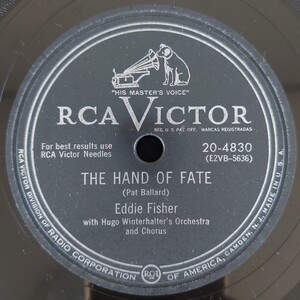 "HIS MASTER'S VOICE"
RCA VICTOR
REG. U.S. PAT. OFF. MARCAS REGISTRADAS
For best results use
RCA Victor Needles
20-4830
(E2VB-5636)
THE HAND OF FATE
(Pat Ballard)
Eddie Fisher
with Hugo Winterhalter's Orchestra
and Chorus
RCA VICTOR DIVISION OF RADIO CORPORATION OF AMERICA, CAMDEN, N.J. MADE IN U.S.A.
RCA